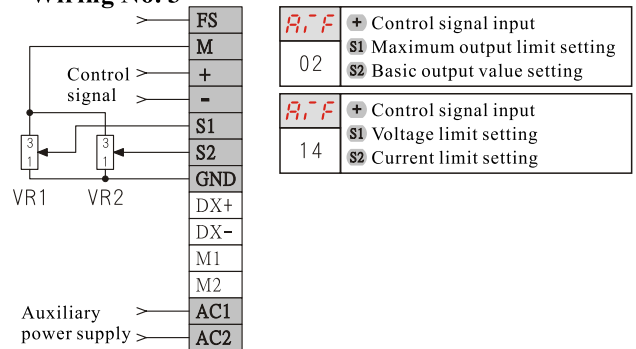 Wiring No. 3
FS
M
Control
signal
+
-
S1
S2
GND
3
1
3
1
VR1
VR2
DX+
DX-
M1
M2
Auxiliary
power supply
AC1
AC2
+ Control signal input
02
S1 Maximum output limit setting
S2 Basic output value setting
+ Control signal input
14
S1 Voltage limit setting
S2 Current limit setting